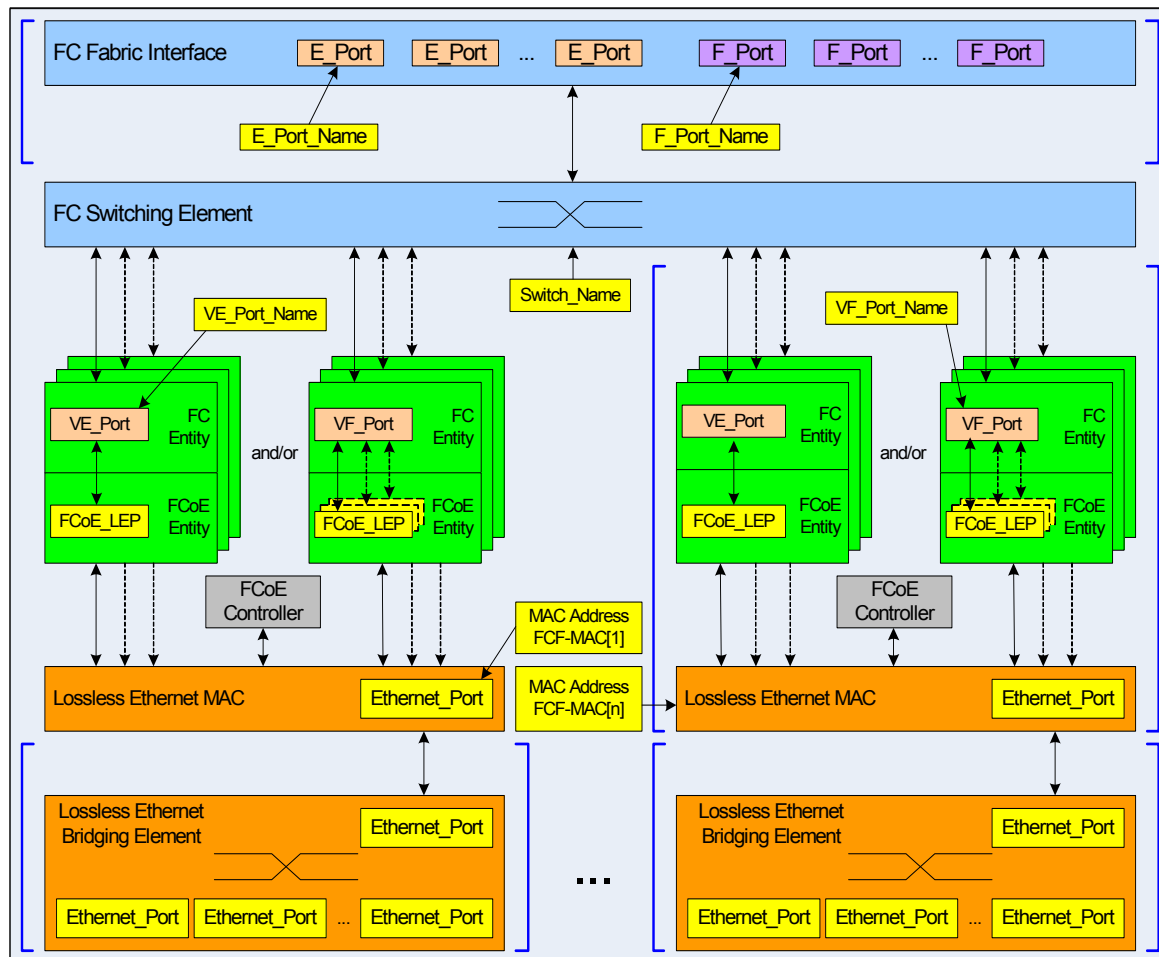 FC Fabric Interface
E_Port
E_Port
...
E_Port
F_Port
F_Port
...
F_Port
E_Port_Name
F_Port_Name
FC Switching Element
VE_Port_Name
Switch_Name
VF_Port_Name
VE_Port
FC
Entity
FCoE_LEP
FCoE
Entity
and/or
VF_Port
FC
Entity
FCoE_LEP
FCoE
Entity
VE_Port
FC
Entity
FCoE_LEP
FCoE
Entity
and/or
VF_Port
FC
Entity
FCoE_LEP
FCoE
Entity
FCoE
Controller
FCoE
Controller
MAC Address
FCF-MAC[1]
Lossless Ethernet MAC
Ethernet_Port
MAC Address
FCF-MAC[n]
Lossless Ethernet MAC
Ethernet_Port
Lossless Ethernet
Bridging Element
Ethernet_Port
Ethernet_Port
Ethernet_Port
...
Ethernet_Port
...
Lossless Ethernet
Bridging Element
Ethernet_Port
Ethernet_Port
Ethernet_Port
...
Ethernet_Port